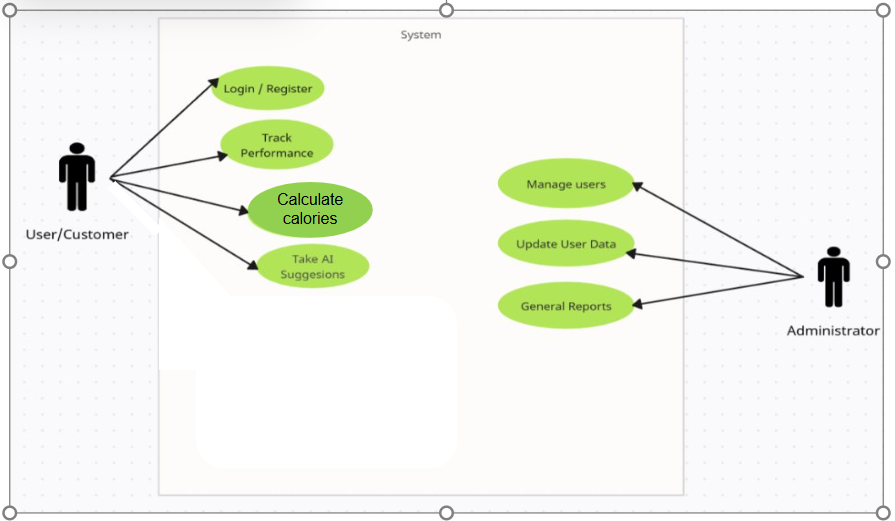 System
Login / Register
Track
Performance
Calculate
calories
Take AI
Suggesions
User/Customer
Manage users
Update User Data
General Reports
Administrator